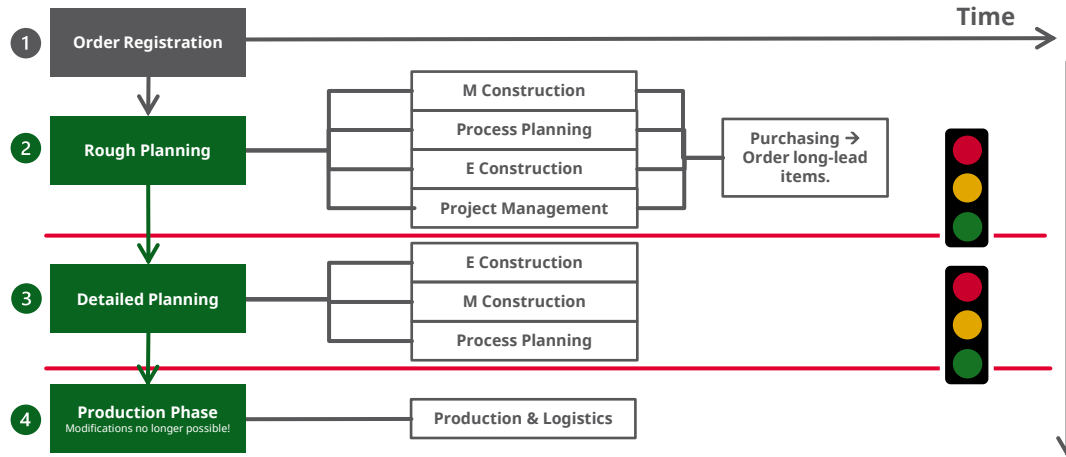 Time
1
Order Registration
M Construction
2
Rough Planning
Process Planning
E Construction
Project Management
Purchasing →
Order long-lead
items.
3
Detailed Planning
E Construction
M Construction
Process Planning
4
Production Phase
Modifications no longer possible!
Production & Logistics